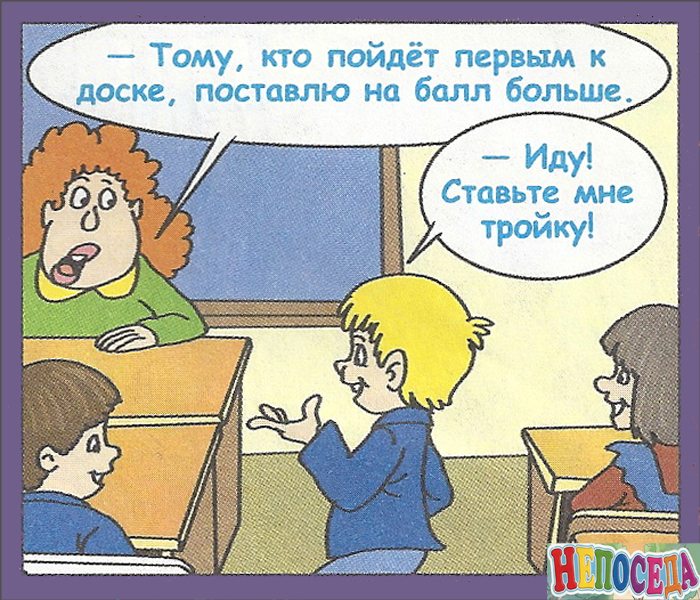 — Тому, кто пойдёт первым к
доске, поставлю на балл больше.
— Иду!
Ставьте мне
тройку!
НЕПОСЕДА